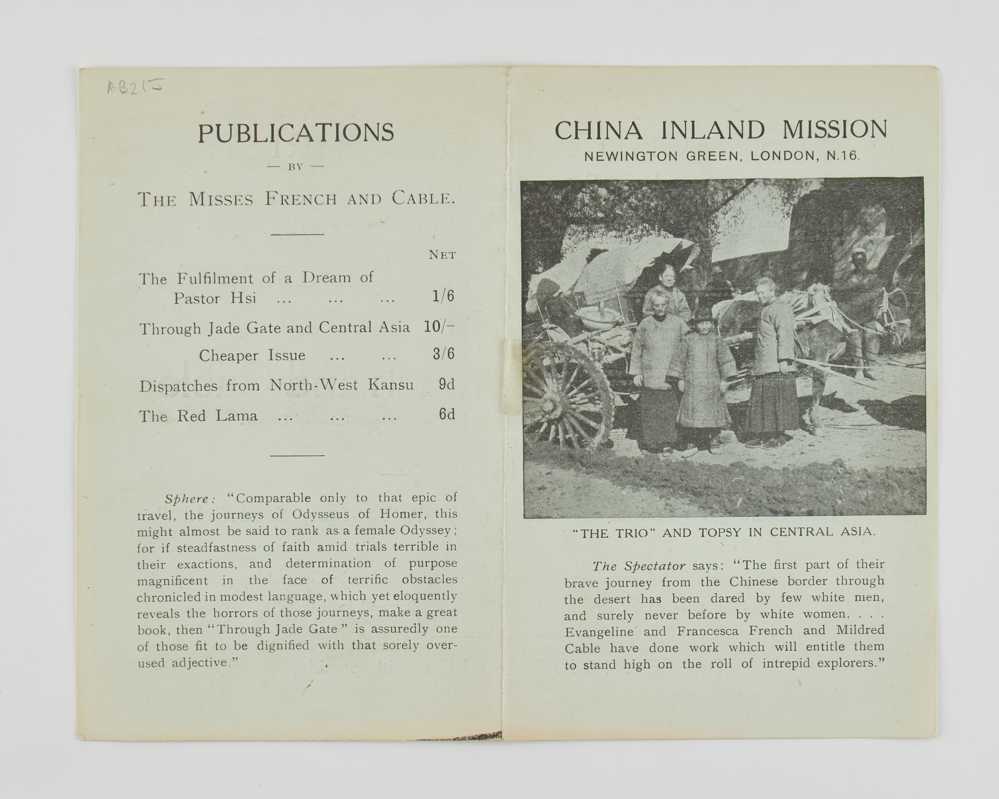 AB215
PUBLICATIONS
— BY —
THE MISSES FRENCH AND CABLE.
NET
The Fulfilment of a Dream of
Pastor Hsi ... ... ... 1/6
Through Jade Gate and Central Asia 10/-
Cheaper Issue ... ... 3/6
Dispatches from North-West Kansu 9d
The Red Lama ... ... ... 6d
Sphere: "Comparable only to that epic of
travel, the journeys of Odysseus of Homer, this
might almost be said to rank as a female Odyssey;
for if steadfastness of faith amid trials terrible in
their exactions, and determination of purpose
magnificent in the face of terrific obstacles
chronicled in modest language, which yet eloquently
reveals the horrors of those journeys, make a great
book, then "Through Jade Gate" is assuredly one
of those fit to be dignified with that sorely over-
used adjective."
CHINA INLAND MISSION
NEWINGTON GREEN, LONDON, N.16.
"THE TRIO" AND TOPSY IN CENTRAL ASIA.
The Spectator says: "The first part of their
brave journey from the Chinese border through
the desert has been dared by few white men,
and surely never before by white women. . . .
Evangeline and Francesca French and Mildred
Cable have done work which will entitle them
to stand high on the roll of intrepid explorers."